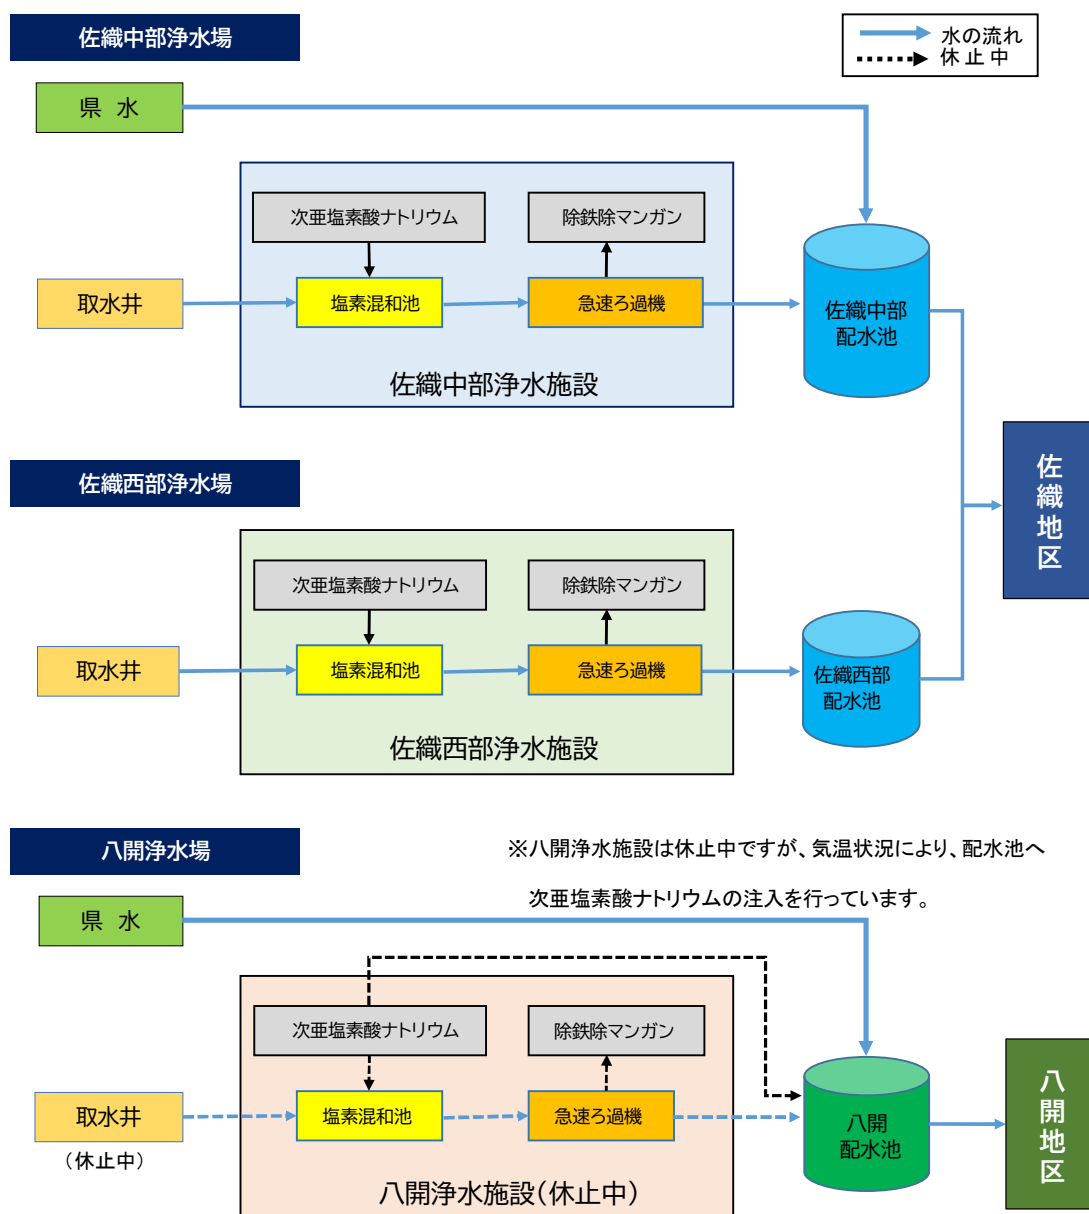 佐織中部浄水場
水の流れ
休止中
県 水
次亜塩素酸ナトリウム
除鉄除マンガン
取水井
塩素混和池
急速ろ過機
佐織中部
配水池
佐織中部浄水施設
佐織地区
佐織西部浄水場
次亜塩素酸ナトリウム
除鉄除マンガン
取水井
塩素混和池
急速ろ過機
佐織西部
配水池
佐織西部浄水施設
八開浄水場
※八開浄水施設は休止中ですが、気温状況により、配水池へ
次亜塩素酸ナトリウムの注入を行っています。
県 水
次亜塩素酸ナトリウム
除鉄除マンガン
取水井
(休止中)
塩素混和池
急速ろ過機
八開
配水池
八開地区
八開浄水施設(休止中)